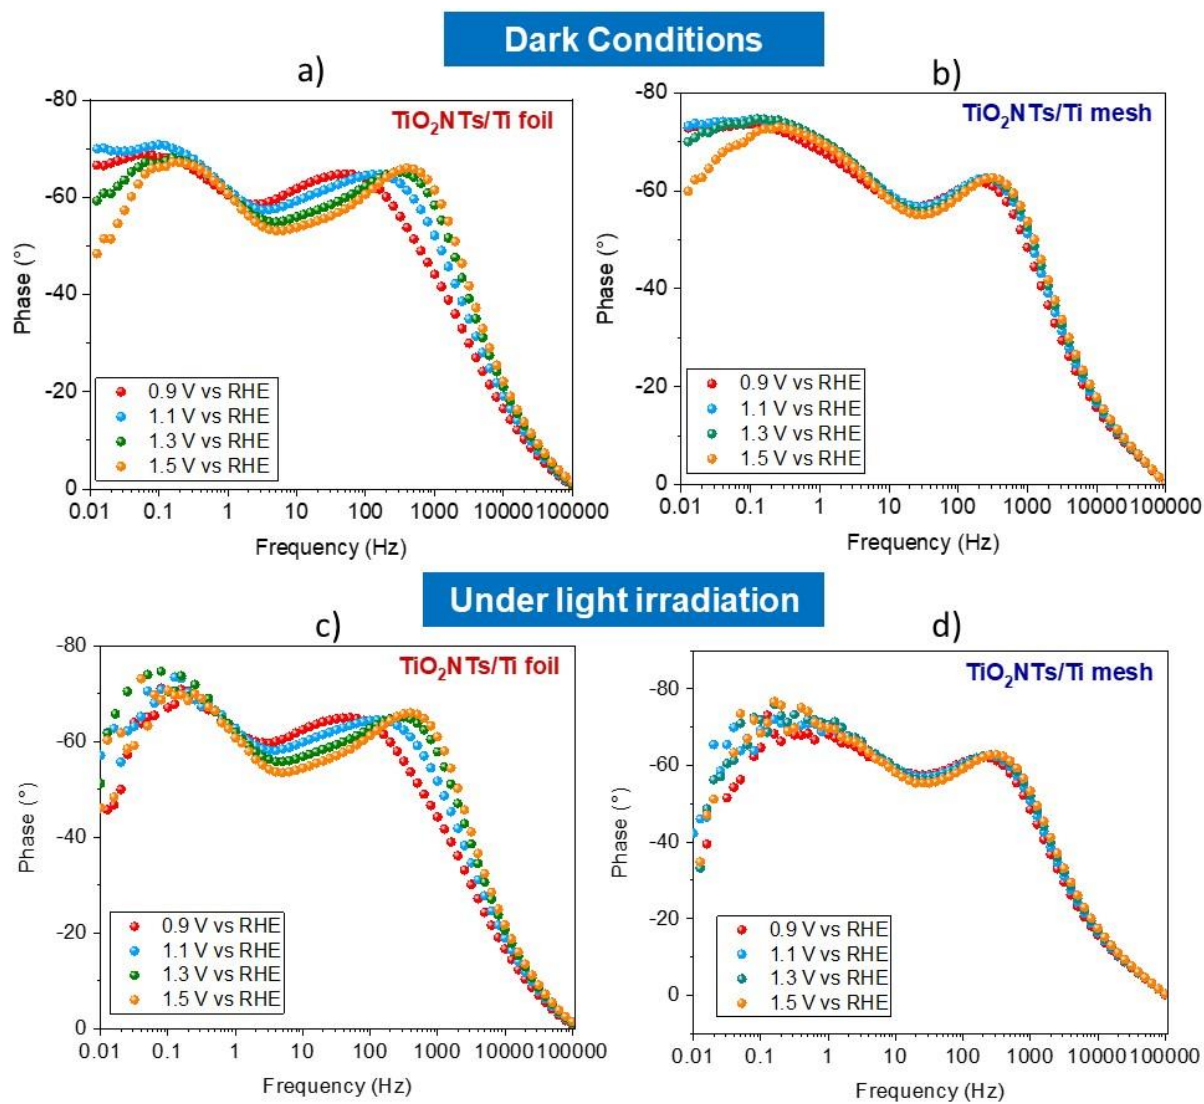 Dark Conditions
a)
TiO₂NTs/Ti foil
-80
-60
-40
-20
0
Phase (°)
0.9 V vs RHE
1.1 V vs RHE
1.3 V vs RHE
1.5 V vs RHE
0.01 0.1 1 10 100 1000 10000 100000
Frequency (Hz)
b)
TiO₂NTs/Ti mesh
-80
-60
-40
-20
0
Phase (°)
0.9 V vs RHE
1.1 V vs RHE
1.3 V vs RHE
1.5 V vs RHE
0.01 0.1 1 10 100 1000 10000 100000
Frequency (Hz)
Under light irradiation
c)
TiO₂NTs/Ti foil
-80
-60
-40
-20
0
Phase (°)
0.9 V vs RHE
1.1 V vs RHE
1.3 V vs RHE
1.5 V vs RHE
0.01 0.1 1 10 100 1000 10000 100000
Frequency (Hz)
d)
TiO₂NTs/Ti mesh
-80
-60
-40
-20
0
Phase (°)
0.9 V vs RHE
1.1 V vs RHE
1.3 V vs RHE
1.5 V vs RHE
0.01 0.1 1 10 100 1000 10000 100000
Frequency (Hz)